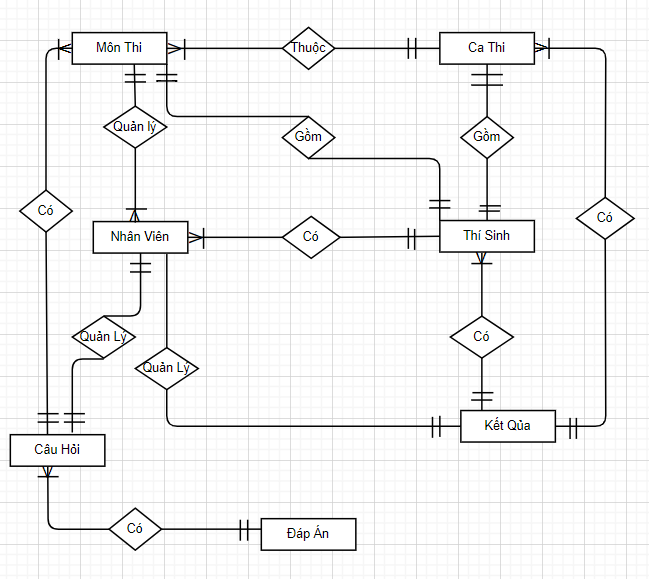 Môn Thi
Thuộc
Ca Thi
Quản lý
Gồm
Gồm
Có
Có
Nhân Viên
Có
Thí Sinh
Quản Lý
Có
Quản Lý
Kết Qủa
Câu Hỏi
Có
Đáp Án